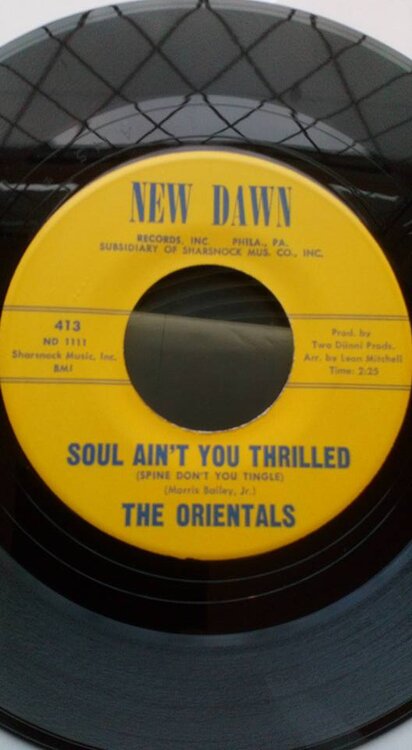 NEW DAWN
RECORDS, INC. PHILA., PA.
SUBSIDIARY OF SHARSNOCK MUS. CO., INC.
413
ND 1111
Sharsnock Music, Inc.
BMI
Prod. by
Two Diinni Prods.
Arr. by Leon Mitchell
Time: 2:25
SOUL AIN'T YOU THRILLED
(SPINE DON'T YOU TINGLE)
(Morris Bailey, Jr.)
THE ORIENTALS